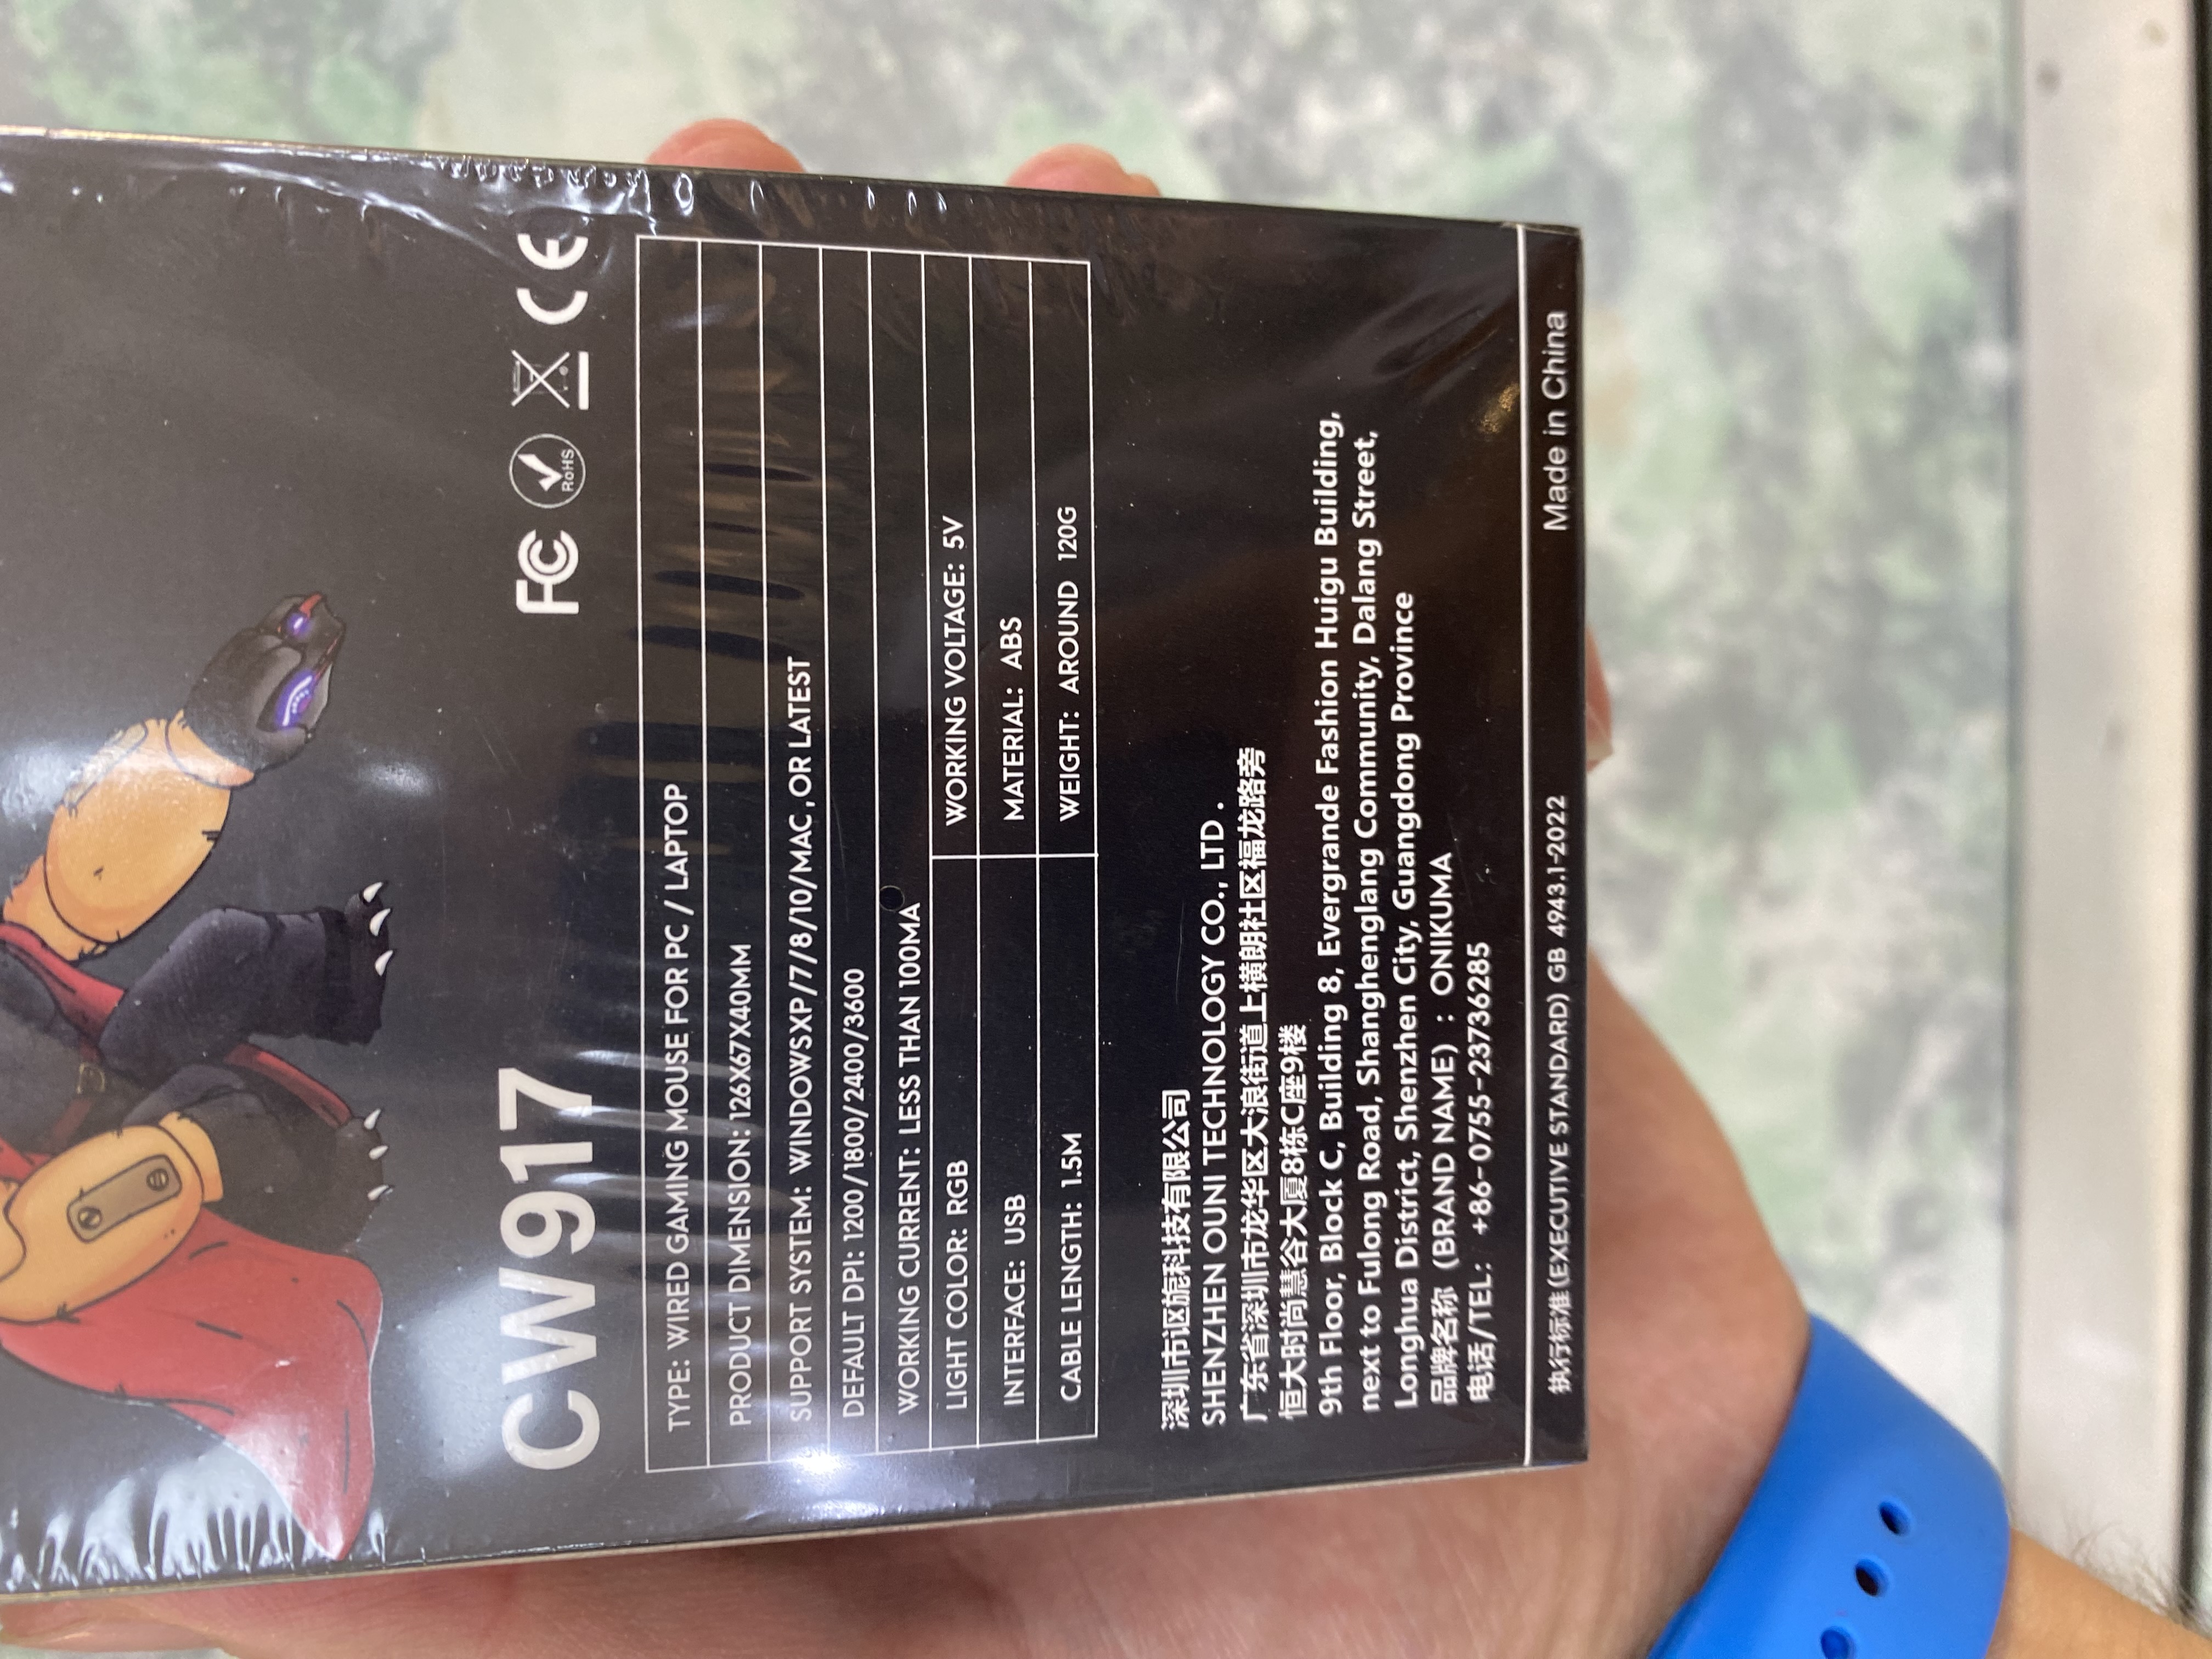 CW917
FC
RoHS
CE
TYPE: WIRED GAMING MOUSE FOR PC / LAPTOP
PRODUCT DIMENSION: 126X67X40MM
SUPPORT SYSTEM: WINDOWSXP/7/8/10/MAC, OR LATEST
DEFAULT DPI: 1200/1800/2400/3600
WORKING CURRENT: LESS THAN 100MA
LIGHT COLOR: RGB
WORKING VOLTAGE: 5V
INTERFACE: USB
MATERIAL: ABS
CABLE LENGTH: 1.5M
WEIGHT: AROUND 120G
深圳市讴旎科技有限公司
SHENZHEN OUNI TECHNOLOGY CO., LTD.
广东省深圳市龙华区大浪街道上横朗社区福龙路旁
恒大时尚慧谷大厦8栋C座9楼
9th Floor, Block C, Building 8, Evergrande Fashion Huigu Building,
next to Fulong Road, Shanghenglang Community, Dalang Street,
Longhua District, Shenzhen City, Guangdong Province
品牌名称（BRAND NAME）: ONIKUMA
电话/TEL: +86-0755-23736285
执行标准(EXECUTIVE STANDARD) GB 4943.1-2022
Made in China